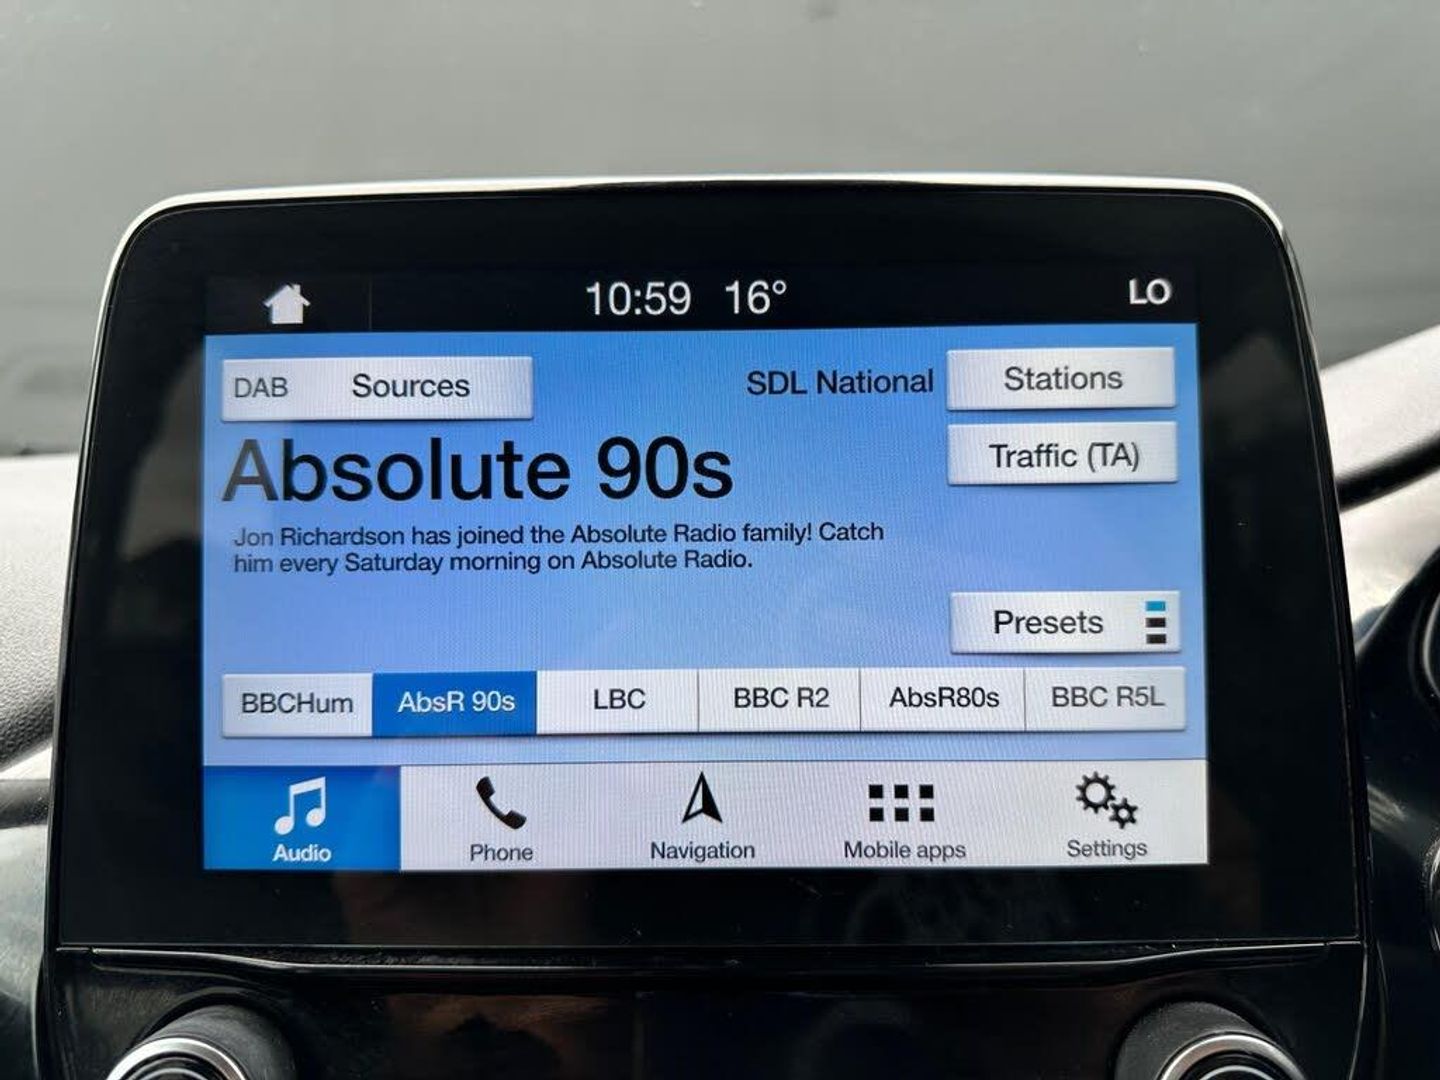 10:59 16° LO
DAB Sources SDL National Stations
Absolute 90s Traffic (TA)
Jon Richardson has joined the Absolute Radio family! Catch
him every Saturday morning on Absolute Radio.
Presets
BBCHum AbsR 90s LBC BBC R2 AbsR80s BBC R5L
Audio Phone Navigation Mobile apps Settings